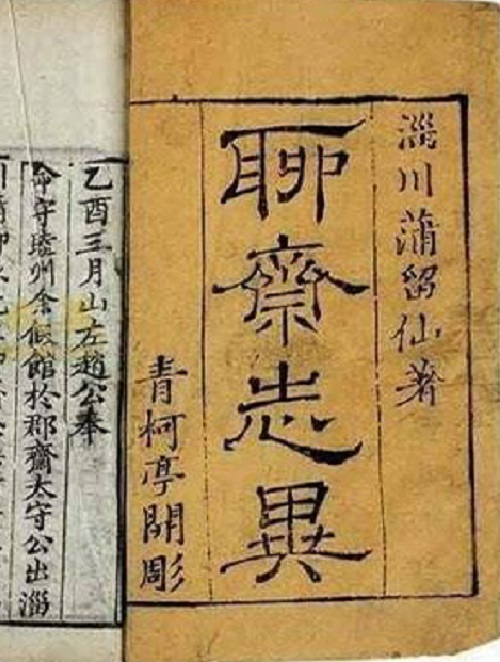 淄川蒲留仙著
聊齋志異
青柯亭開彫
乙酉三月山左趙公奉
命守睦州余假館於郡齋太守公出淄